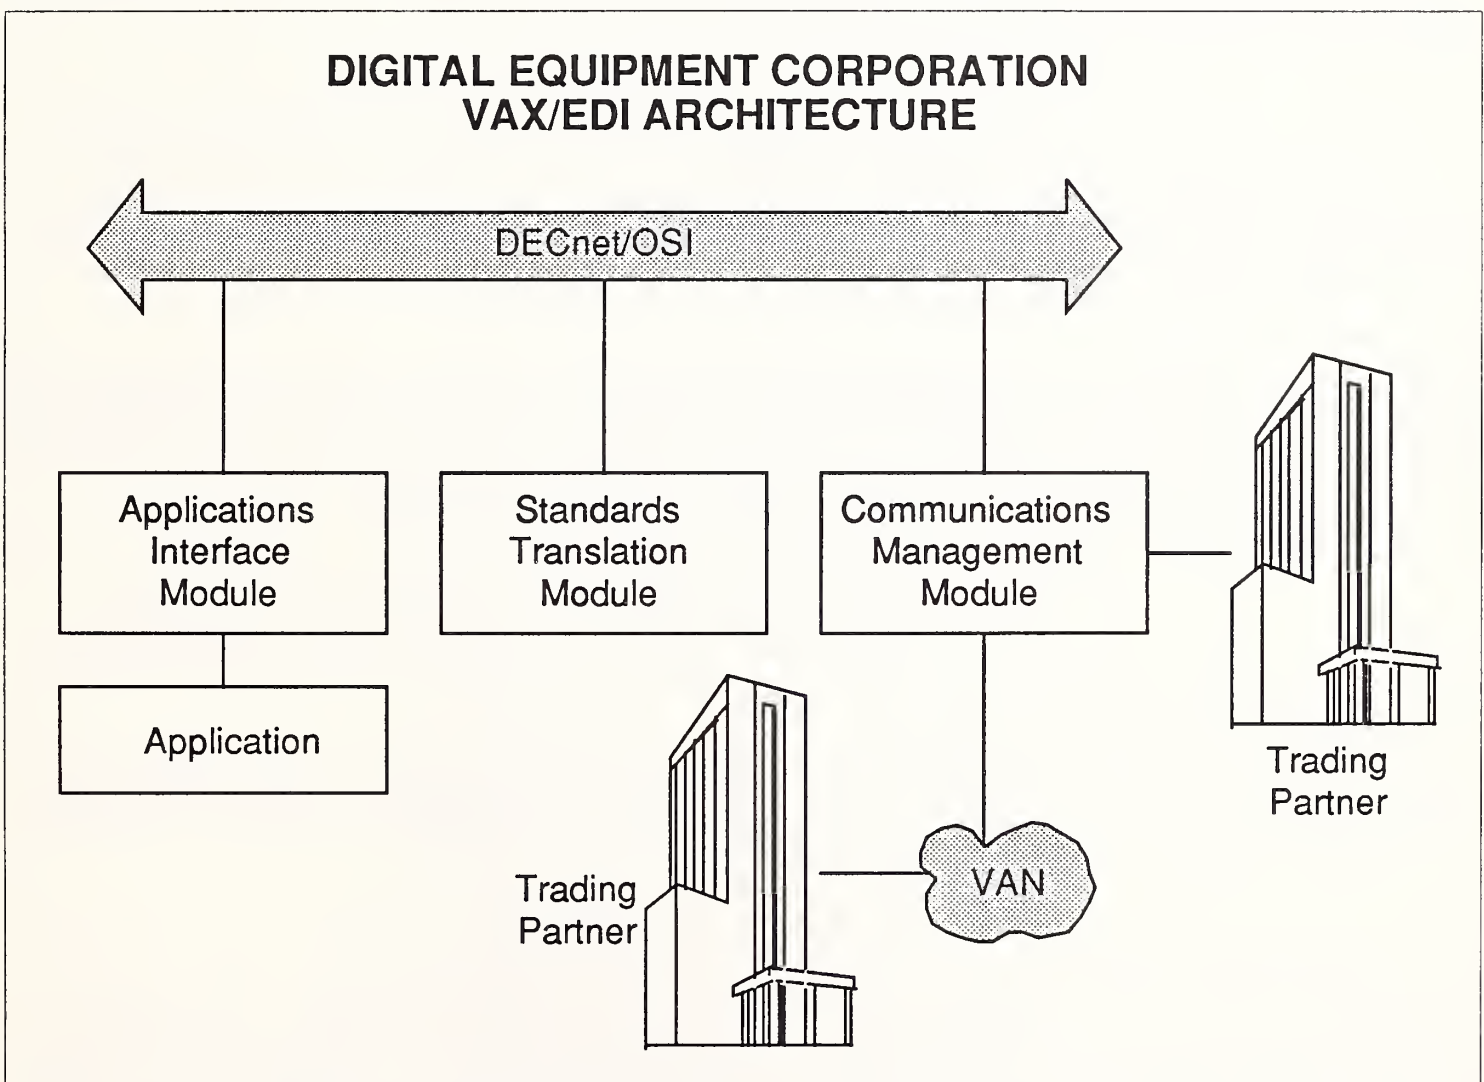 DIGITAL EQUIPMENT CORPORATION
VAX/EDI ARCHITECTURE
DECnet/OSI
Applications
Interface
Module
Standards
Translation
Module
Communications
Management
Module
Application
Trading
Partner
Trading
Partner
VAN